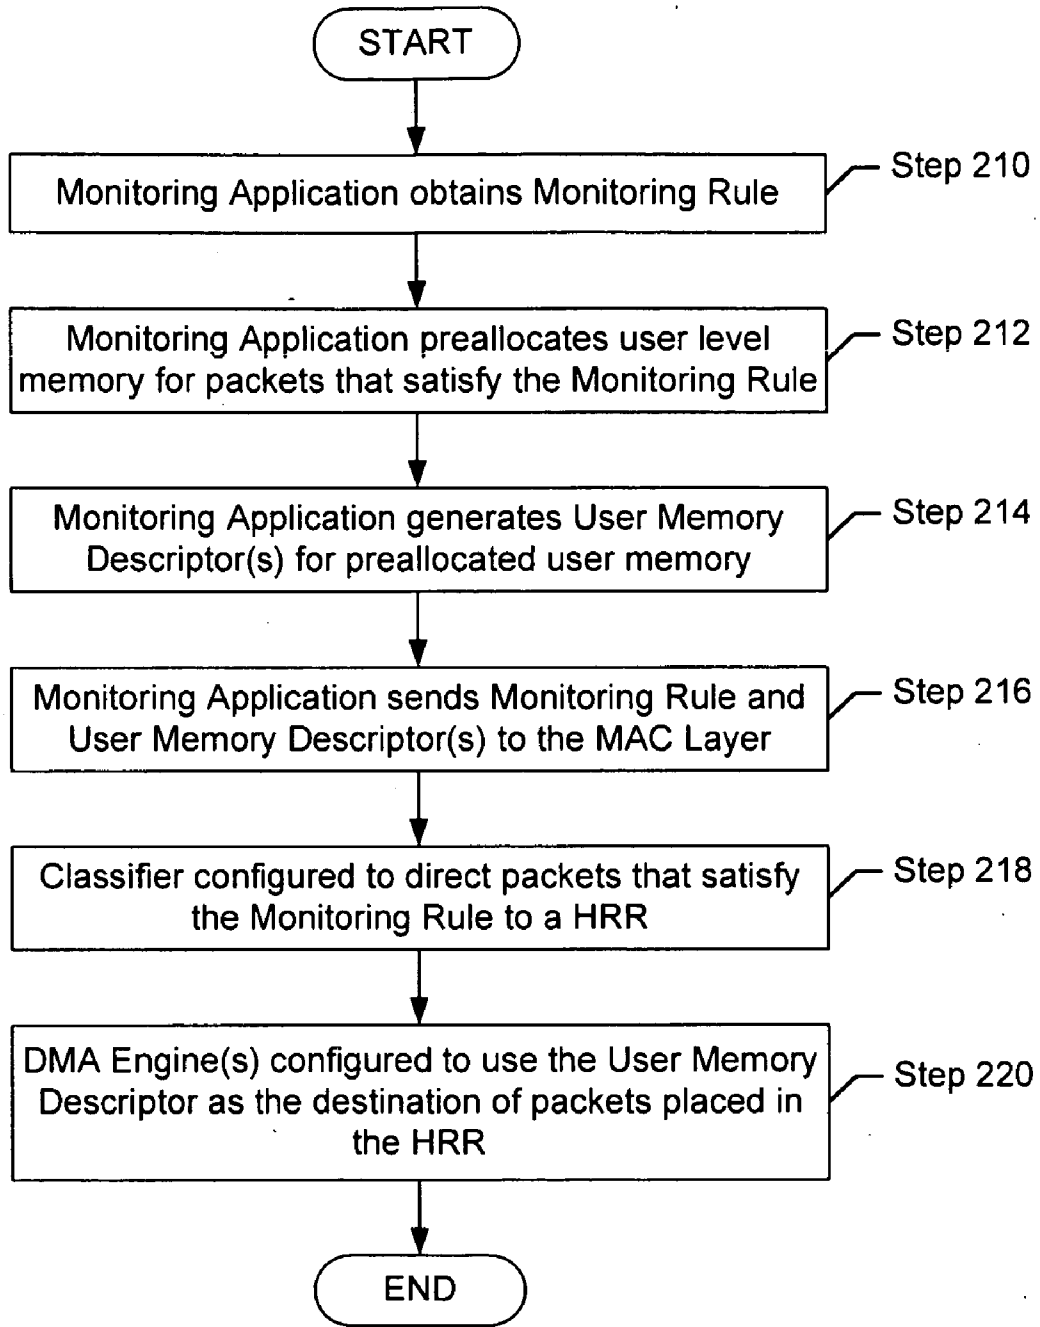 START
Step 210
Monitoring Application obtains Monitoring Rule
Step 212
Monitoring Application preallocates user level
memory for packets that satisfy the Monitoring Rule
Step 214
Monitoring Application generates User Memory
Descriptor(s) for preallocated user memory
Step 216
Monitoring Application sends Monitoring Rule and
User Memory Descriptor(s) to the MAC Layer
Step 218
Classifier configured to direct packets that satisfy
the Monitoring Rule to a HRR
Step 220
DMA Engine(s) configured to use the User Memory
Descriptor as the destination of packets placed in
the HRR
END